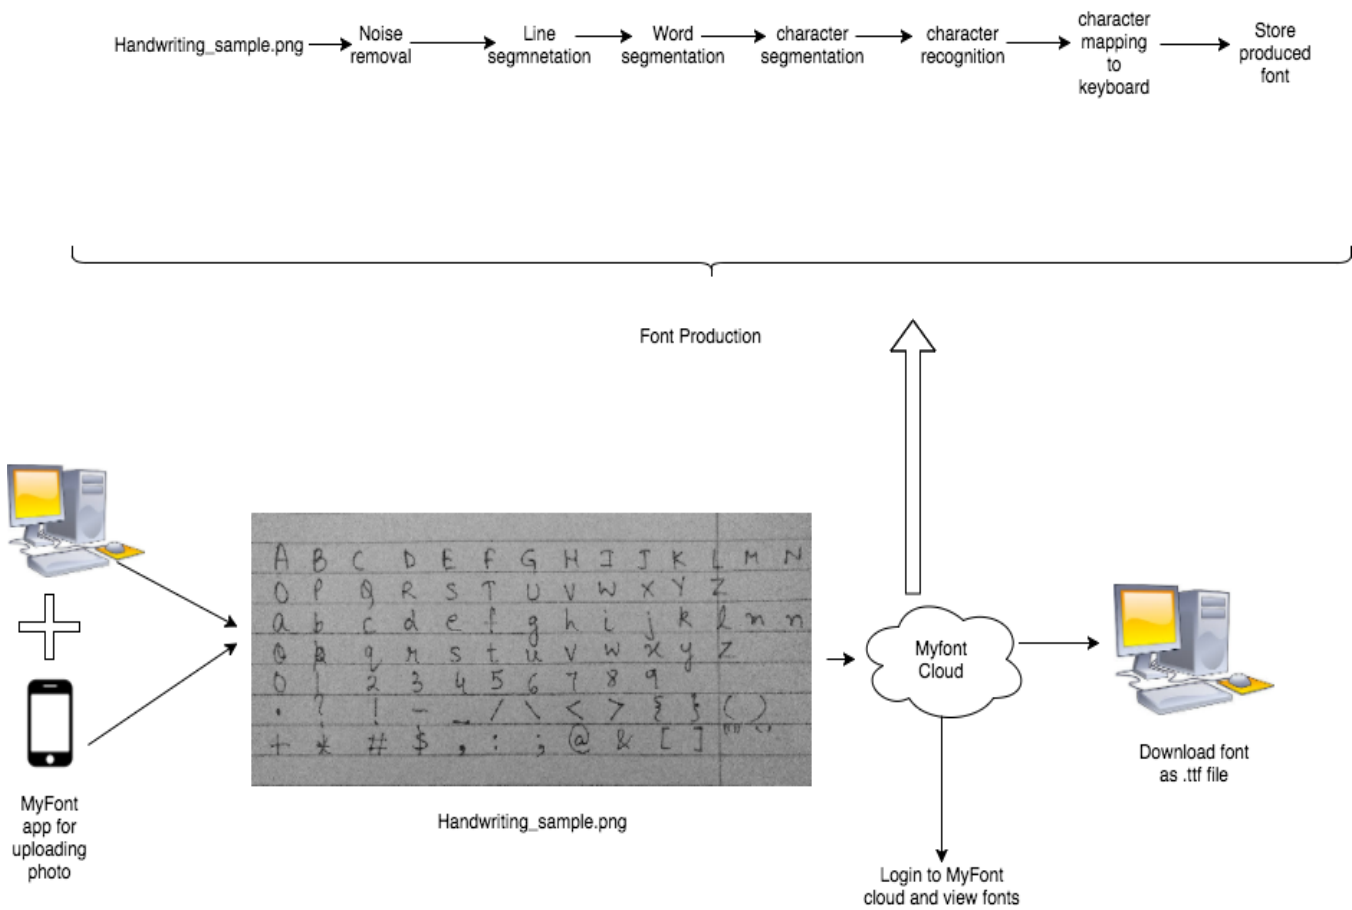 Handwriting_sample.png
Noise
removal
Line
segmnetation
Word
segmentation
character
segmentation
character
recognition
character
mapping
to
keyboard
Store
produced
font
Font Production
A B C D E F G H I J K L M N
O P Q R S T U V W X Y Z
a b c d e f g h i j k l m n
o p q r s t u v w x y z
0 1 2 3 4 5 6 7 8 9
. ? ! - _ / \ < > { } ( )
+ * # $ , : ; @ & [ ] "" ''
MyFont
app for
uploading
photo
Handwriting_sample.png
Myfont
Cloud
Download font
as .ttf file
Login to MyFont
cloud and view fonts